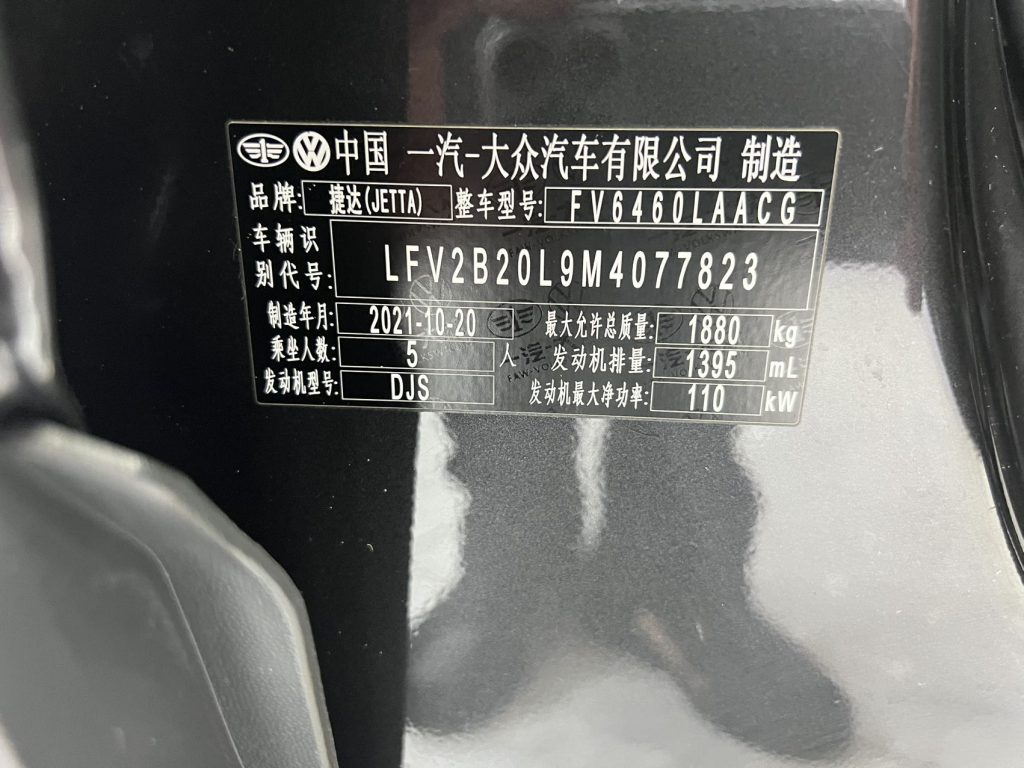 中国 一汽-大众汽车有限公司 制造
品牌: 捷达(JETTA) 整车型号: FV6460LAACG
车辆识别代号: LFV2B20L9M4077823
制造年月: 2021-10-20 最大允许总质量: 1880 kg
乘坐人数: 5 人 发动机排量: 1395 mL
发动机型号: DJS 发动机最大净功率: 110 kW